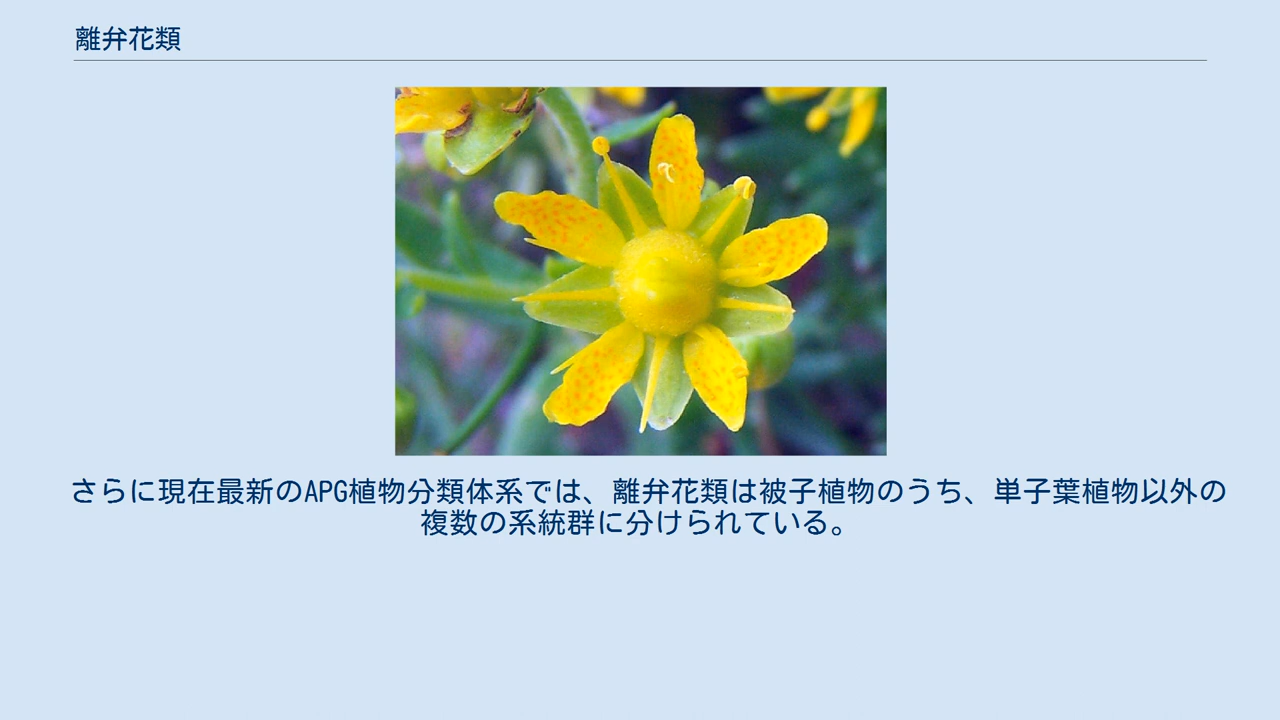 離弁花類
さらに現在最新のAPG植物分類体系では、離弁花類は被子植物のうち、単子葉植物以外の
複数の系統群に分けられている。